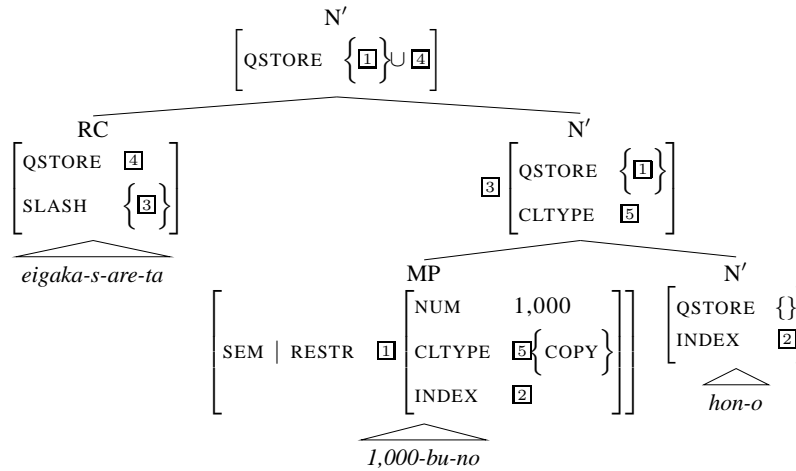 N′
[QSTORE {[1]} ∪ [4]]
RC N′
[QSTORE [4] SLASH {[3]}]
[3] [QSTORE {[1]} CLTYPE [5]]
eigaka-s-are-ta
MP N′
[SEM | RESTR [1] [NUM 1,000 CLTYPE [5]{COPY} INDEX [2]]]
[QSTORE {} INDEX [2]]
hon-o
1,000-bu-no